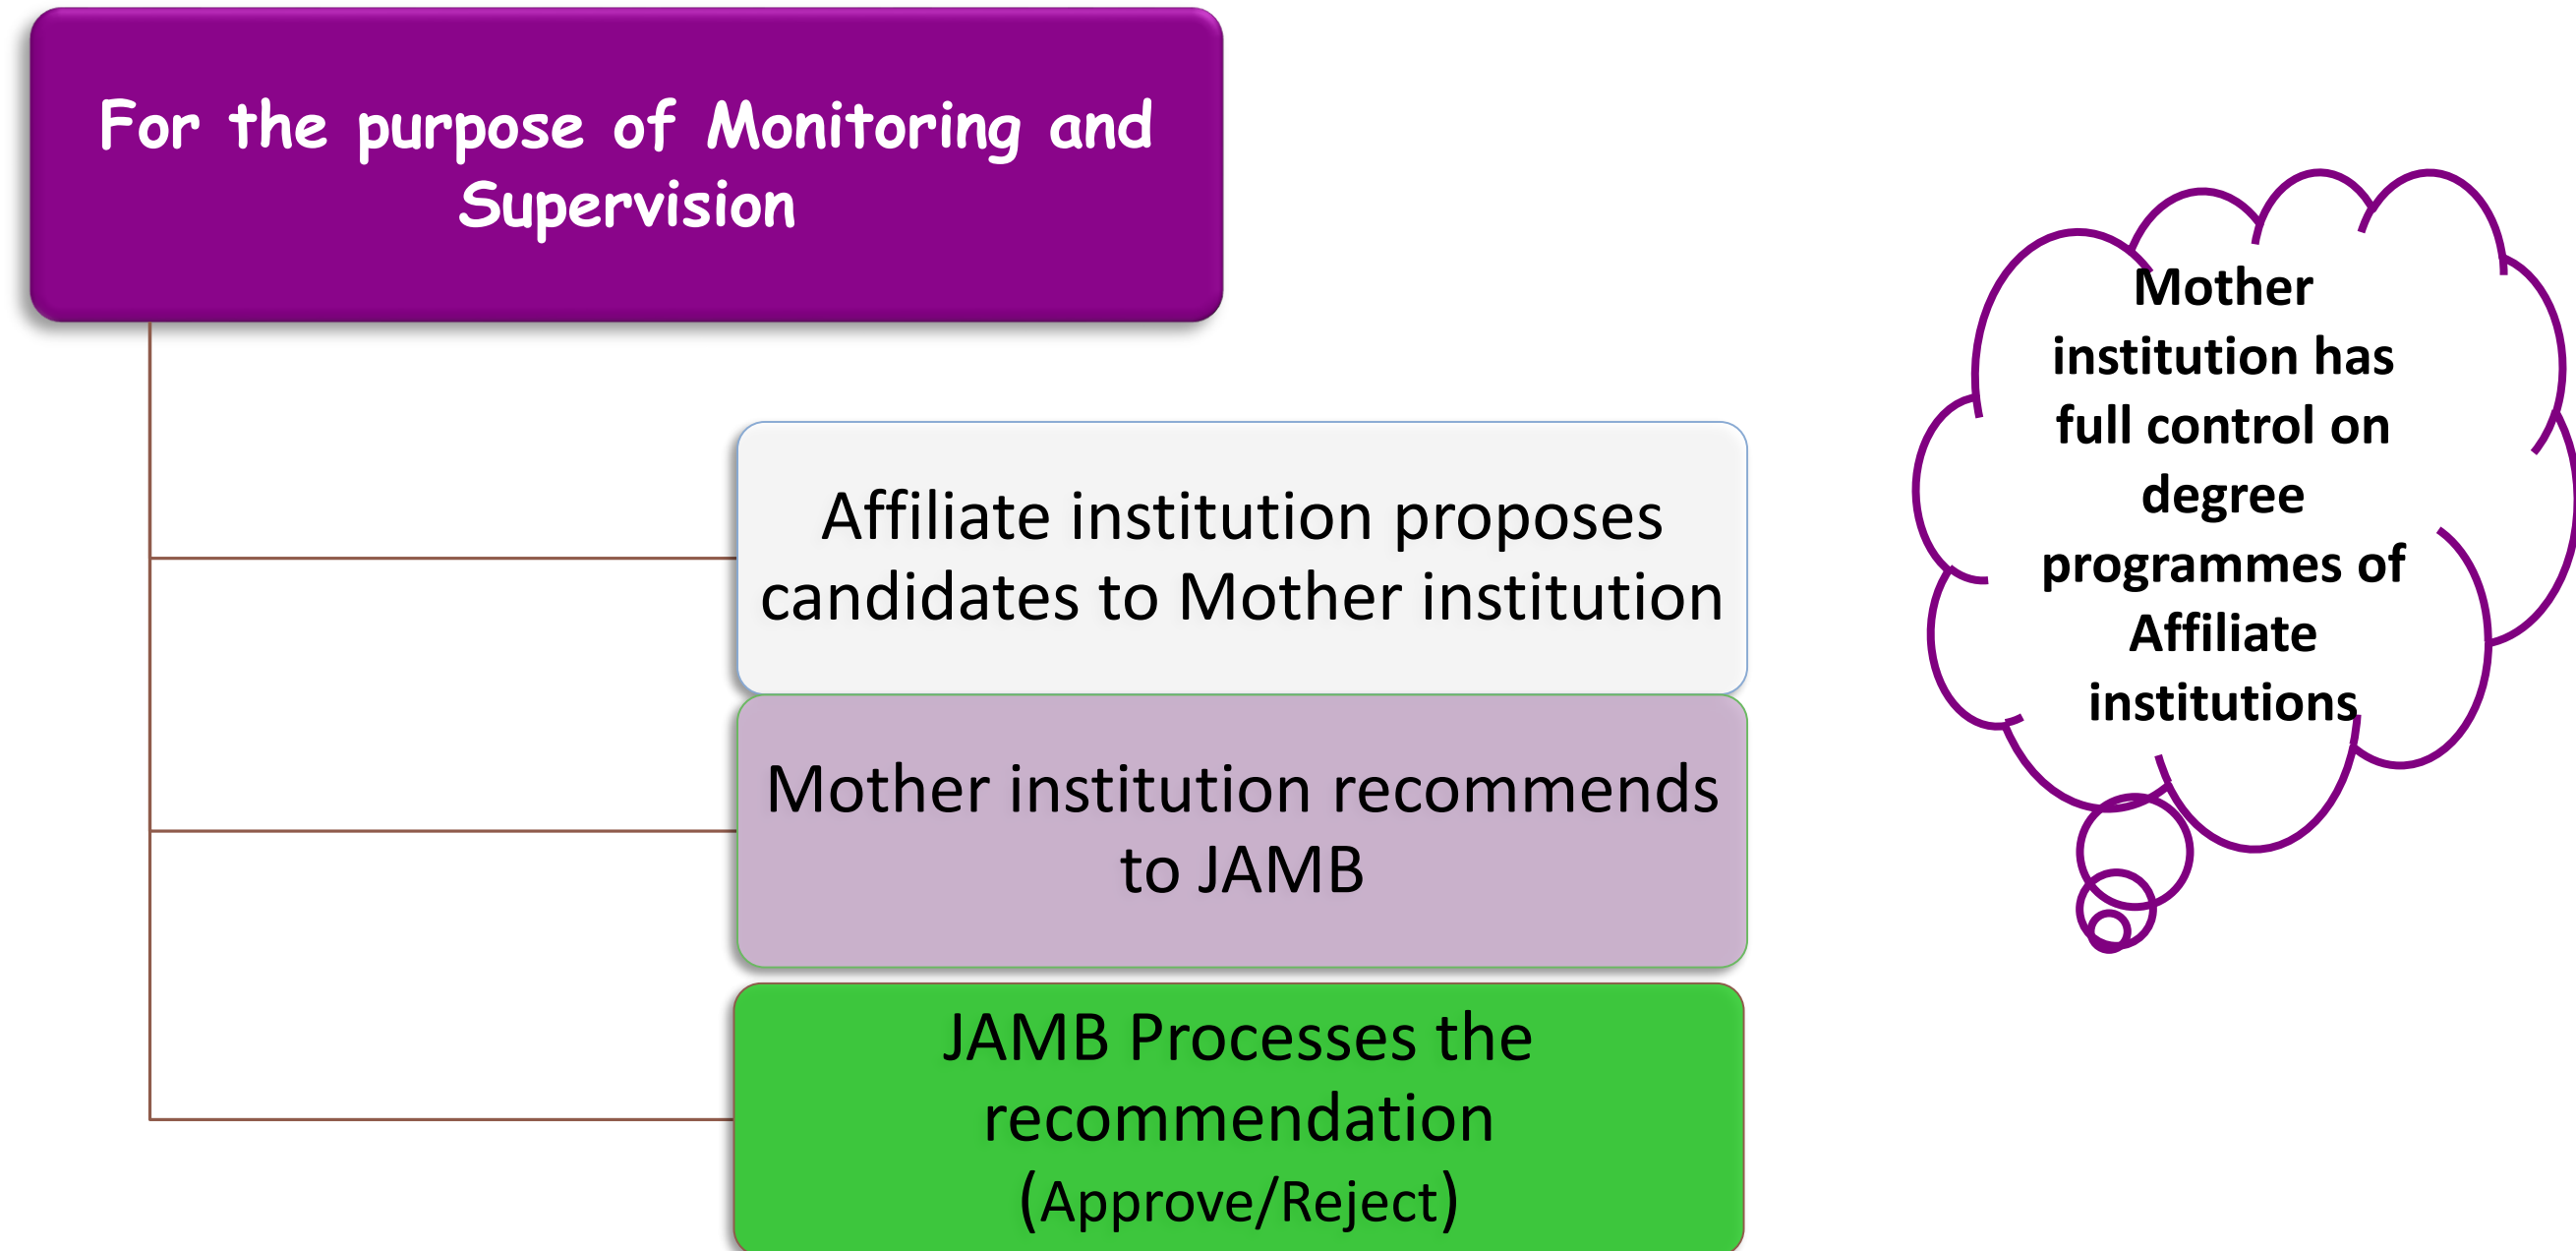 For the purpose of Monitoring and
Supervision
Affiliate institution proposes
candidates to Mother institution
Mother institution recommends
to JAMB
JAMB Processes the
recommendation
(Approve/Reject)
Mother
institution has
full control on
degree
programmes of
Affiliate
institutions